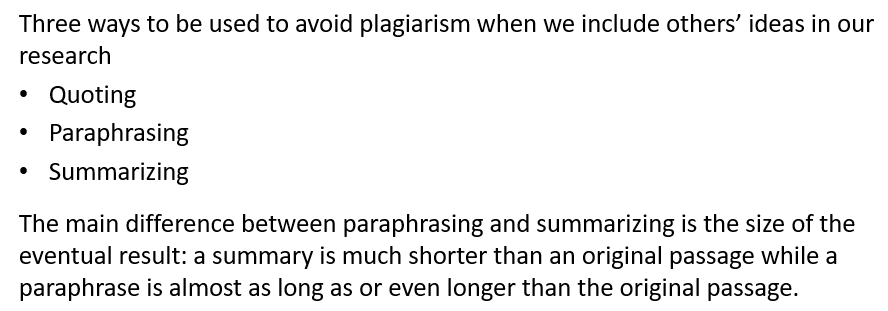 Three ways to be used to avoid plagiarism when we include others’ ideas in our
research
• Quoting
• Paraphrasing
• Summarizing
The main difference between paraphrasing and summarizing is the size of the
eventual result: a summary is much shorter than an original passage while a
paraphrase is almost as long as or even longer than the original passage.